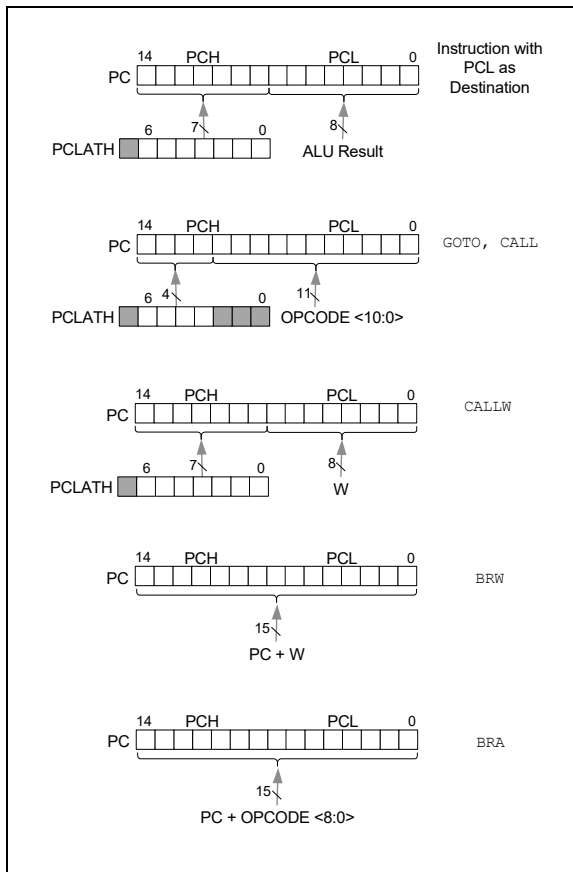 Instruction with
PCL as
Destination
14 PCH PCL 0
PC
6 7 0 8
PCLATH ALU Result
14 PCH PCL 0
PC GOTO, CALL
6 4 0 11
PCLATH OPCODE <10:0>
14 PCH PCL 0
PC CALLW
6 7 0 8
PCLATH W
14 PCH PCL 0
PC BRW
15
PC + W
14 PCH PCL 0
PC BRA
15
PC + OPCODE <8:0>